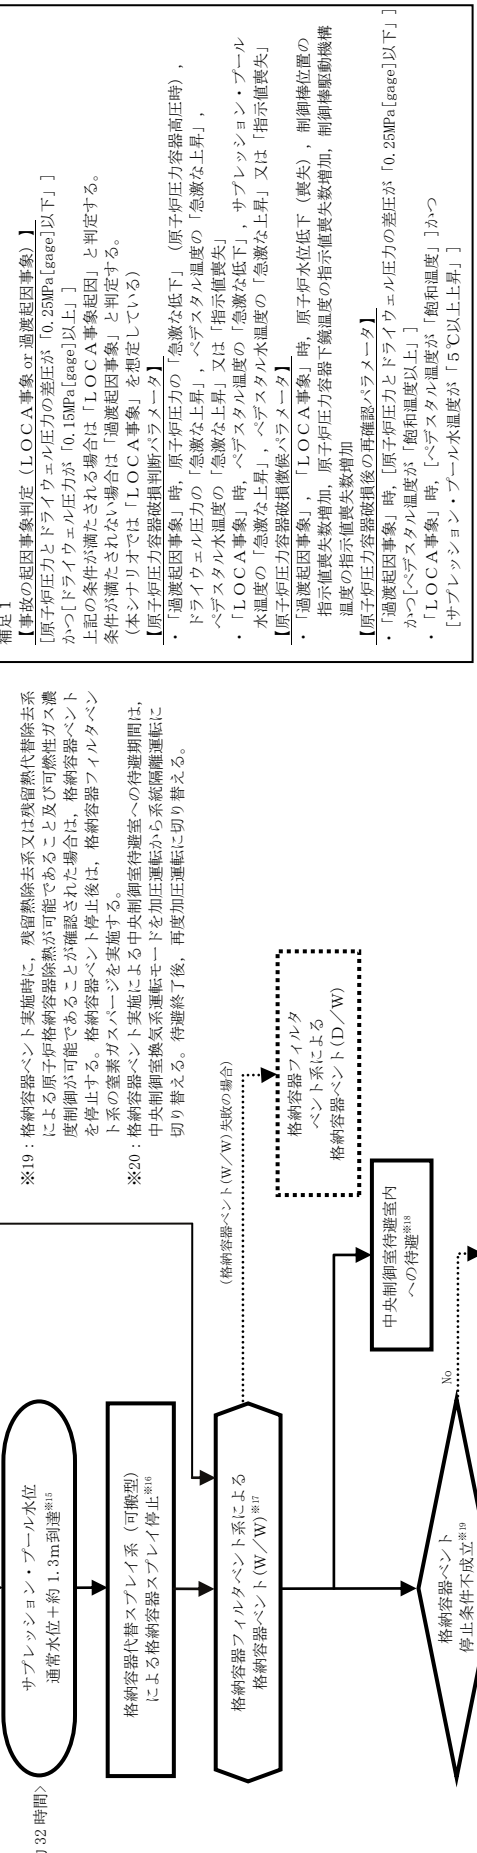 補足1
【事故の起因事象判定（ＬＯＣＡ事象 or 過渡起因事象）】
[原子炉圧力とドライウェル圧力の差圧が「0.25MPa[gage]以下」]
かつ[ドライウェル圧力が「0.15MPa[gage]以上」]
上記の条件が満たされる場合は「ＬＯＣＡ事象起因」と判定する。
条件が満たされない場合は「過渡起因事象」と判定する。
(本シナリオでは「ＬＯＣＡ事象」を想定している)
【原子炉圧力容器破損判断パラメータ】
・「過渡起因事象」時，原子炉圧力の「急激な低下」（原子炉圧力容器高圧時），
ドライウェル圧力の「急激な上昇」，ペデスタル温度の「急激な上昇」，
ペデスタル水温度の「急激な上昇」又は「指示値喪失」
・「ＬＯＣＡ事象」時，ペデスタル温度の「急激な低下」，サプレッション・プール
水温度の「急激な上昇」，ペデスタル水温度の「急激な上昇」又は「指示値喪失」
【原子炉圧力容器破損徴候パラメータ】
・「過渡起因事象」，「ＬＯＣＡ事象」時，原子炉水位低下（喪失），制御棒位置の
指示値喪失数増加，原子炉圧力容器下鏡温度の指示値喪失数増加，制御棒駆動機構
温度の指示値喪失数増加
【原子炉圧力容器破損後の再確認パラメータ】
・「過渡起因事象」時，[原子炉圧力とドライウェル圧力の差圧が「0.25MPa[gage]以下」]
かつ[ペデスタル温度が「飽和温度以上」]
・「ＬＯＣＡ事象」時，[ペデスタル温度が「飽和温度」]かつ
[サプレッション・プール水温度が「5℃以上上昇」]
※19：格納容器ベント実施時に，残留熱除去系又は残留熱代替除去系
による原子炉格納容器除熱が可能であること及び可燃性ガス濃
度制御が可能であることが確認された場合は，格納容器ベント
を停止する。格納容器ベント停止後は，格納容器フィルタベン
ト系の窒素ガスパージを実施する。
※20：格納容器ベント実施による中央制御室待避室への待避期間は，
中央制御室換気系運転モードを加圧運転から系統隔離運転に
切り替える。待避終了後，再度加圧運転に切り替える。
32 時間>
サプレッション・プール水位
通常水位＋約 1.3m到達※15
格納容器代替スプレイ系（可搬型）
による格納容器スプレイ停止※16
格納容器フィルタベント系による
格納容器ベント(W／W)※17
(格納容器ベント(W／W)失敗の場合)
格納容器フィルタ
ベント系による
格納容器ベント(D／W)
中央制御室待避室内
への待避※18
格納容器ベント
停止条件不成立※19
No